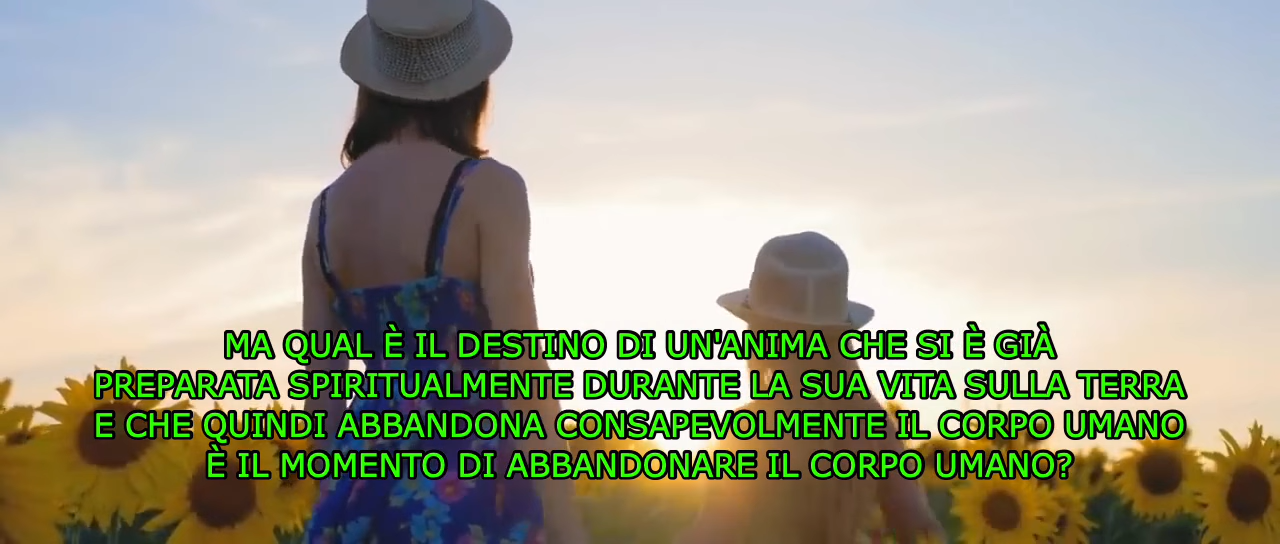 MA QUAL È IL DESTINO DI UN'ANIMA CHE SI È GIÀ
PREPARATA SPIRITUALMENTE DURANTE LA SUA VITA SULLA TERRA
E CHE QUINDI ABBANDONA CONSAPEVOLMENTE IL CORPO UMANO
È IL MOMENTO DI ABBANDONARE IL CORPO UMANO?